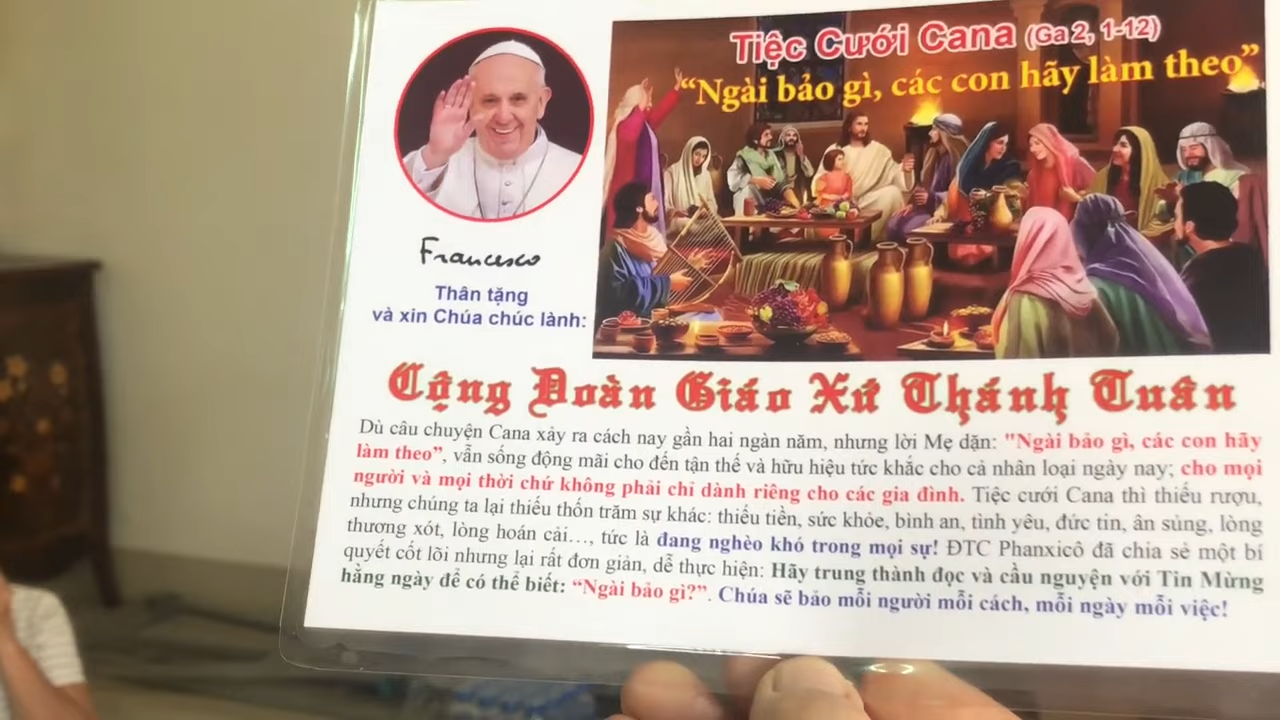 Tiệc Cưới Cana (Ga 2, 1-12)
“Ngài bảo gì, các con hãy làm theo”
Francesco
Thân tặng
và xin Chúa chúc lành:
Cộng Đoàn Giáo Xứ Thánh Tuân
Dù câu chuyện Cana xảy ra cách nay gần hai ngàn năm, nhưng lời Mẹ dặn: "Ngài bảo gì, các con hãy
làm theo”, vẫn sống động mãi cho đến tận thế và hữu hiệu tức khắc cho cả nhân loại ngày nay; cho mọi
người và mọi thời chứ không phải chỉ dành riêng cho các gia đình. Tiệc cưới Cana thì thiếu rượu,
nhưng chúng ta lại thiếu thốn trăm sự khác: thiếu tiền, sức khỏe, bình an, tình yêu, đức tin, ân sủng, lòng
thương xót, lòng hoán cải…, tức là đang nghèo khó trong mọi sự! ĐTC Phanxicô đã chia sẻ một bí
quyết cốt lõi nhưng lại rất đơn giản, dễ thực hiện: Hãy trung thành đọc và cầu nguyện với Tin Mừng
hằng ngày để có thể biết: “Ngài bảo gì?”. Chúa sẽ bảo mỗi người mỗi cách, mỗi ngày mỗi việc!